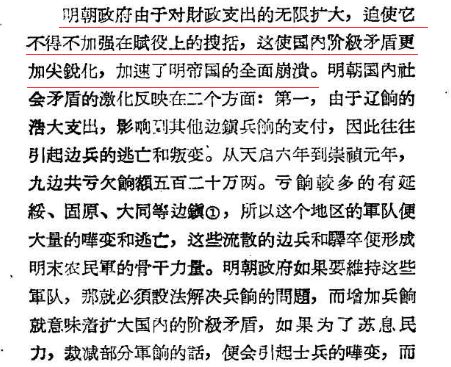 明朝政府由于对財政支出的无限扩大，迫使它
不得不加强在賦役上的搜括，这使国內阶級矛盾更
加尖銳化，加速了明帝国的全面崩潰。明朝国內社
会矛盾的激化反映在二个方面：第一，由于辽餉的
浩大支出，影响到其他边鎮兵餉的支付，因此往往
引起边兵的逃亡和叛变。从天启六年到崇禎元年，
九边共亏欠餉額五百二十万两。亏餉較多的有延
綏、固原、大同等边鎮①，所以这个地区的軍队便
大量的嘩变和逃亡，这些流散的边兵和驛卒便形成
明末农民軍的骨干力量。明朝政府如果要維持这些
軍队，那就必須設法解决兵餉的問題，而增加兵餉
就意味着扩大国內的阶級矛盾，如果为了苏息民
力，裁减部分軍餉的話，便会引起士兵的嘩变，而